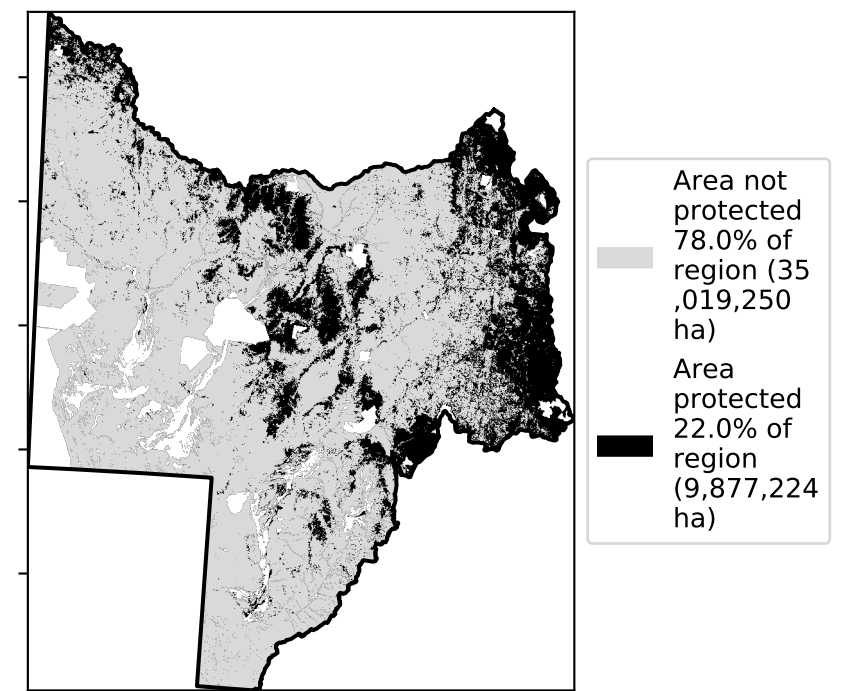 Area not
protected
78.0% of
region (35
,019,250
ha)
Area
protected
22.0% of
region
(9,877,224
ha)